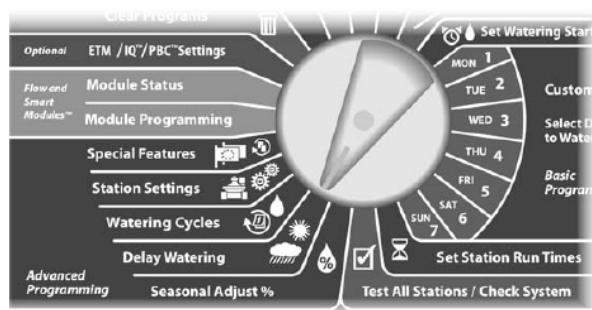 Clear Programs
Optional ETM /IQ™/PBC™Settings
Flow and
Smart
Modules™
Module Status
Module Programming
Special Features
Station Settings
Watering Cycles
Delay Watering
Advanced
Programming
Seasonal Adjust %
%
Set Watering Star
MON 1
TUE 2
WED 3
THU 4
FRI 5
SAT 6
SUN 7
Custom
Select D
to Wate
Basic
Progra
Set Station Run Times
Test All Stations / Check System